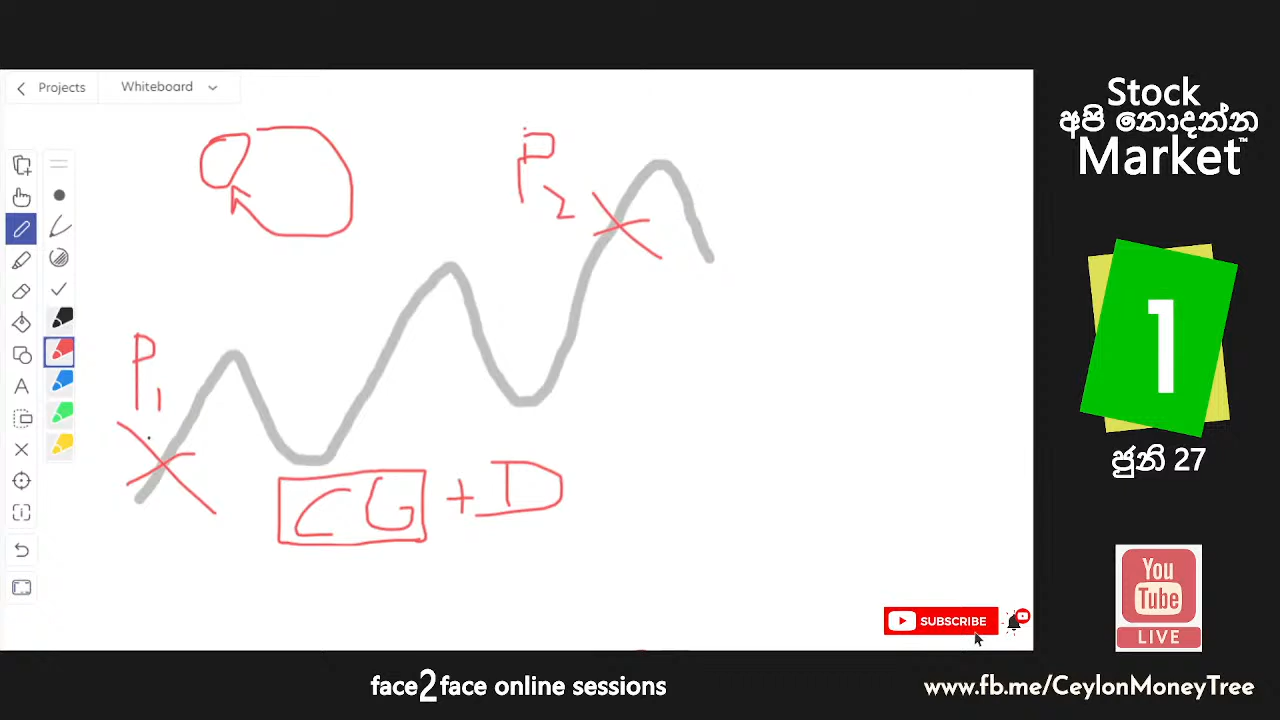 Projects
Whiteboard
P2
P1
CG + D
A
SUBSCRIBE
Stock
අපි නොදන්න
Market™
1
ජුනි 27
You
Tube
LIVE
face2face online sessions
www.fb.me/CeylonMoneyTree